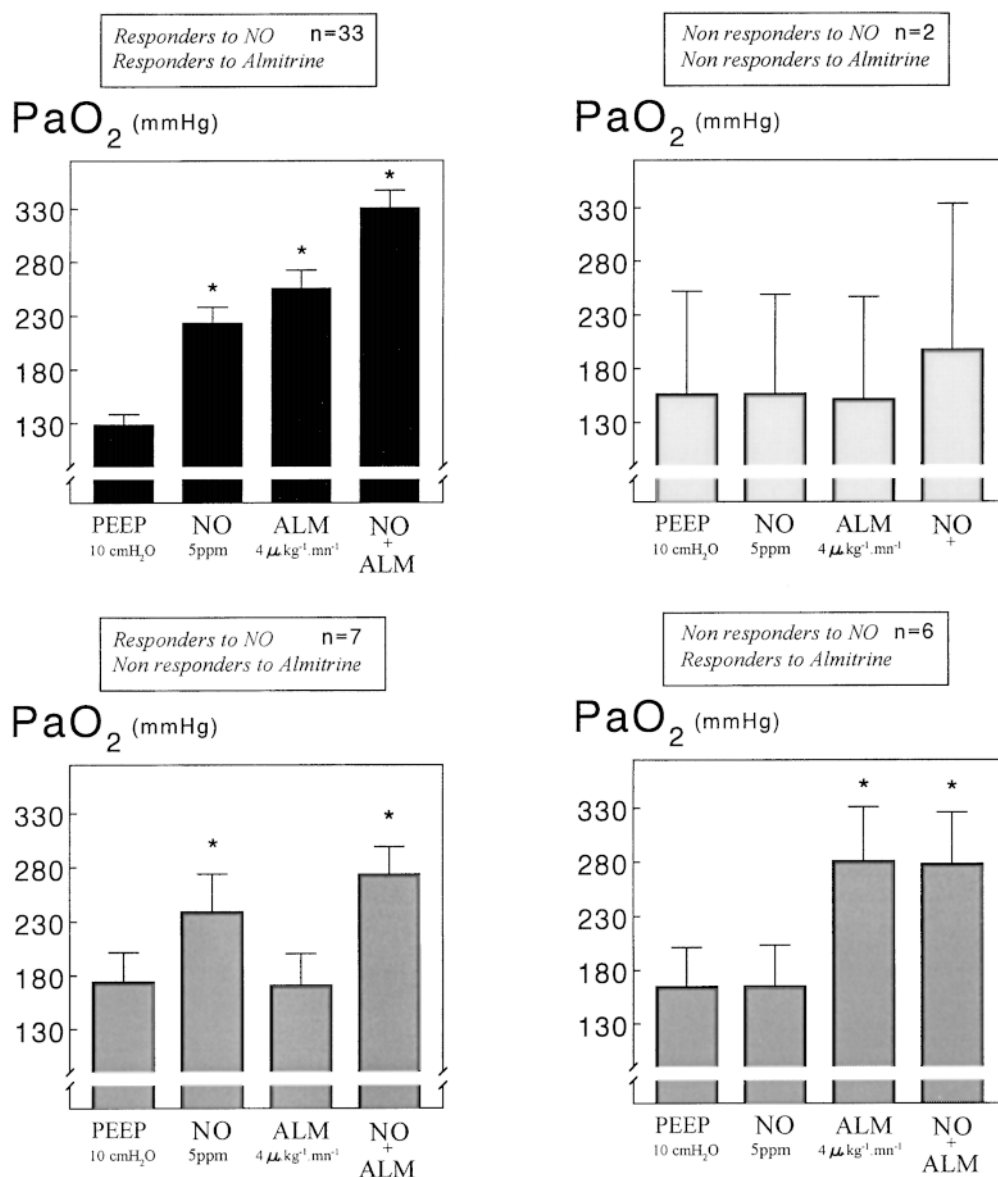 Responders to NO n=33
Responders to Almitrine
PaO2 (mmHg)
330
280
230
180
130
* * *
PEEP NO ALM NO
10 cmH2O 5ppm 4 μ kg-1.mn-1 +
ALM
Non responders to NO n=2
Non responders to Almitrine
PaO2 (mmHg)
330
280
230
180
130
PEEP NO ALM NO
10 cmH2O 5ppm 4 μ kg-1.mn-1 +
Responders to NO n=7
Non responders to Almitrine
PaO2 (mmHg)
330
280
230
180
130
* *
PEEP NO ALM NO
10 cmH2O 5ppm 4 μ kg-1.mn-1 +
ALM
Non responders to NO n=6
Responders to Almitrine
PaO2 (mmHg)
330
280
230
180
130
* *
PEEP NO ALM NO
10 cmH2O 5ppm 4 μ kg-1.mn-1 +
ALM